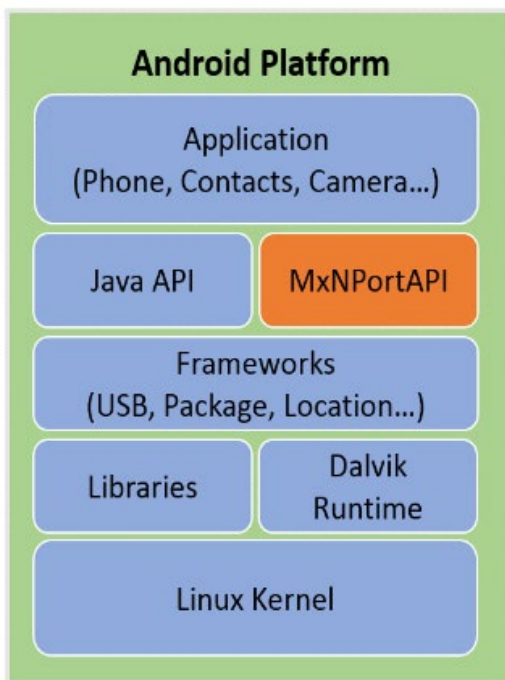 Android Platform
Application
(Phone, Contacts, Camera...)
Java API
MxNPortAPI
Frameworks
(USB, Package, Location...)
Libraries
Dalvik
Runtime
Linux Kernel